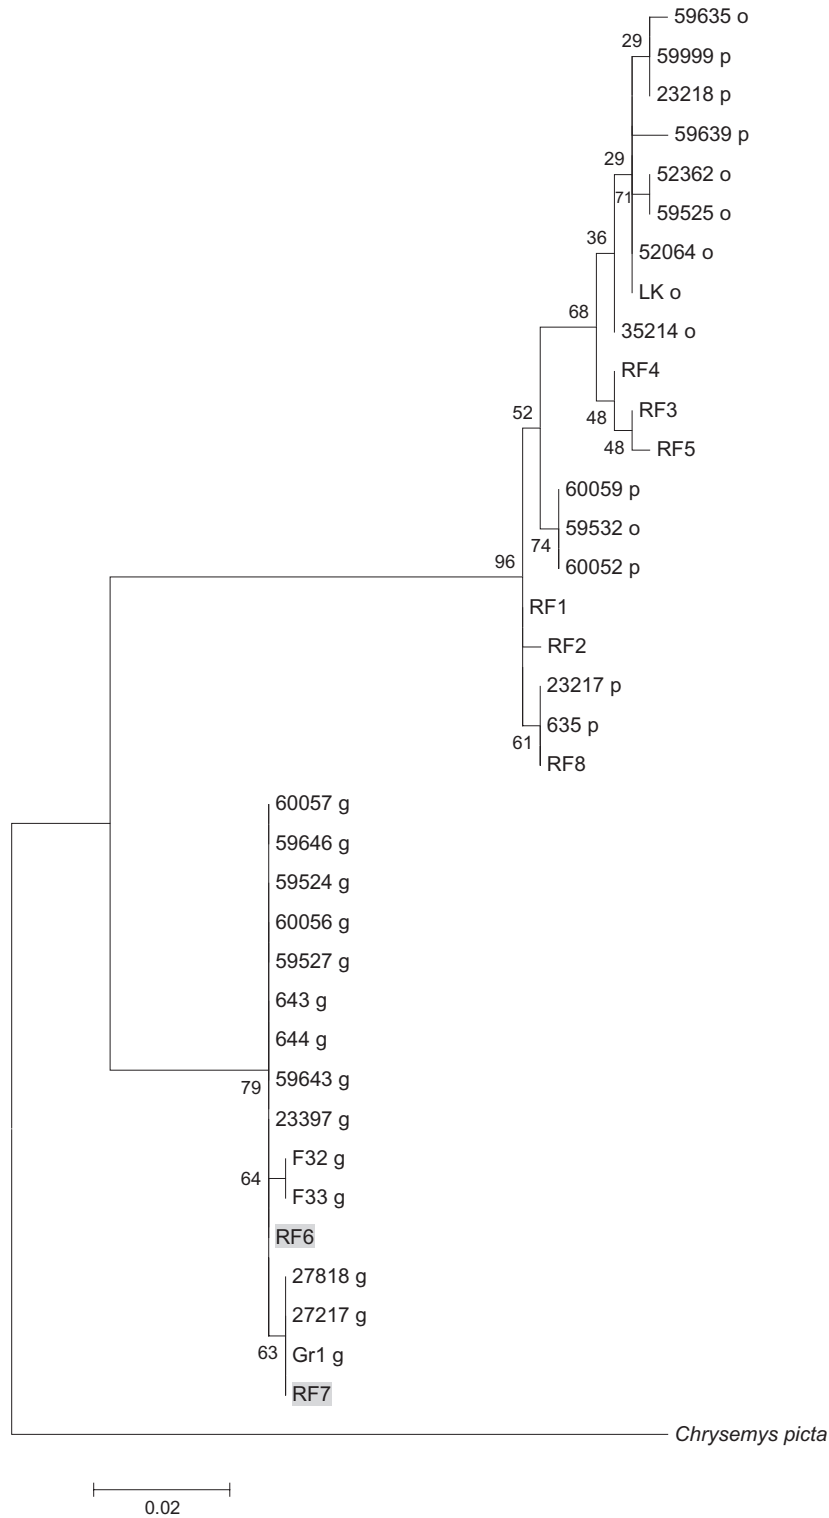 59635 o
29
59999 p
23218 p
59639 p
29
52362 o
71
59525 o
36
52064 o
LK o
68
35214 o
RF4
52
RF3
48
48
RF5
60059 p
59532 o
74
96
60052 p
RF1
RF2
23217 p
635 p
61
RF8
60057 g
59646 g
59524 g
60056 g
59527 g
643 g
644 g
79
59643 g
23397 g
F32 g
64
F33 g
RF6
27818 g
27217 g
63
Gr1 g
RF7
Chrysemys picta
0.02